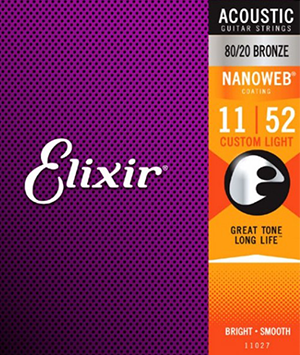 ACOUSTIC
GUITAR STRINGS
80/20 BRONZE
NANOWEB®
COATING
11 | 52
CUSTOM LIGHT
Elixir
GREAT TONE
LONG LIFE™
BRIGHT • SMOOTH
11027